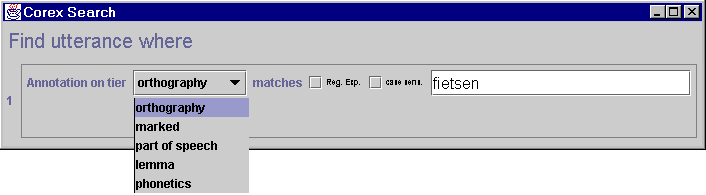 Corex Search
Find utterance where
1 Annotation on tier orthography matches Reg. Exp. case sens. fietsen
orthography
marked
part of speech
lemma
phonetics